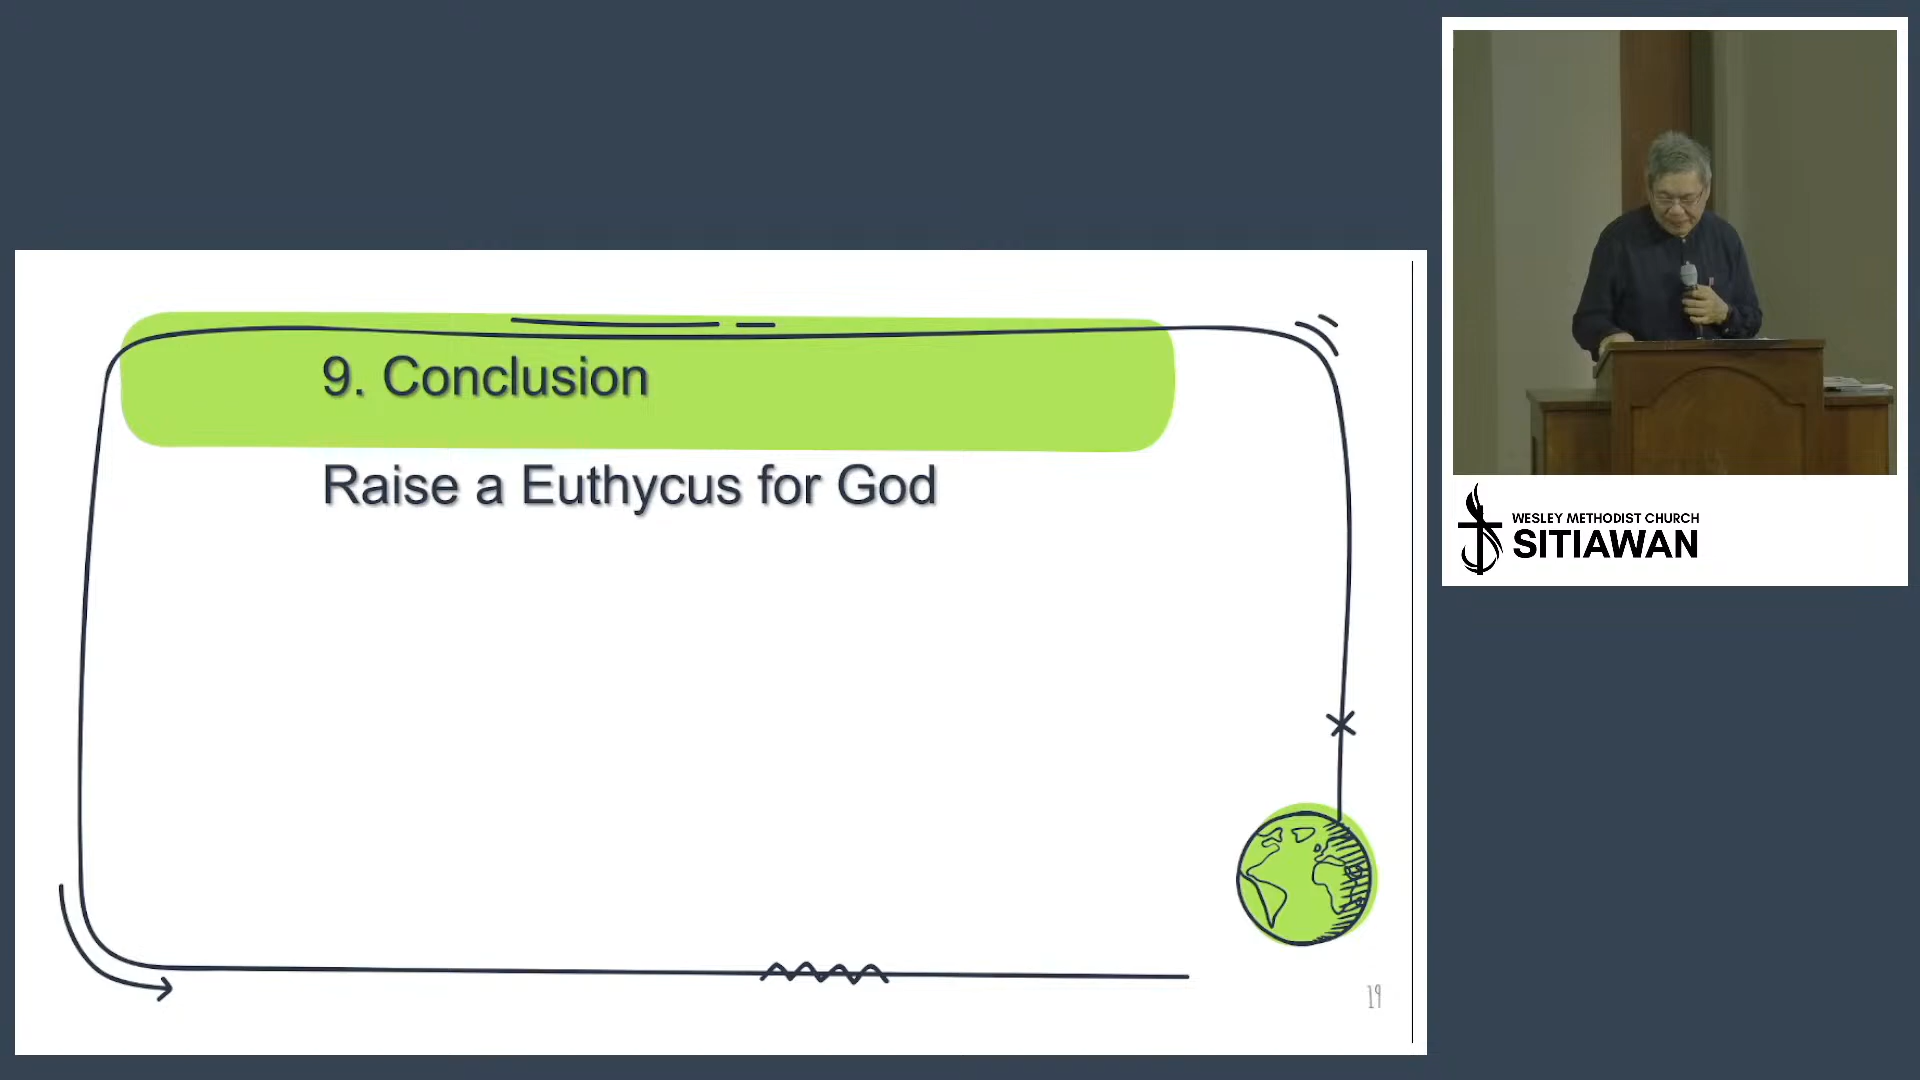 9. Conclusion
Raise a Euthycus for God
19
WESLEY METHODIST CHURCH
SITIAWAN